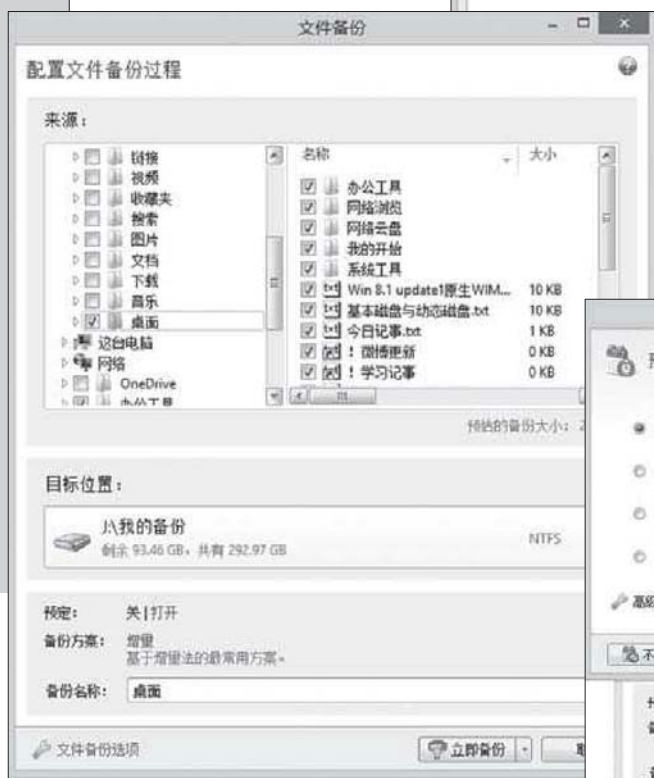 文件备份
配置文件备份过程
来源:
链接
视频
收藏夹
搜索
图片
文档
下载
音乐
桌面
这台电脑
网络
OneDrive
办公工具
名称 大小
办公工具
网络浏览
网络云盘
我的开始
系统工具
Win 8.1 update1原生WIM... 10 KB
基本磁盘与动态磁盘.txt 10 KB
今日记事.txt 1 KB
! 微博更新 0 KB
! 学习记事 0 KB
预估的备份大小:
目标位置:
J:\我的备份
剩余 93.46 GB, 共有 292.97 GB
NTFS
预定: 关|打开
备份方案: 增量
基于增量法的最常用方案。
备份名称: 桌面
文件备份选项
立即备份
高级
不